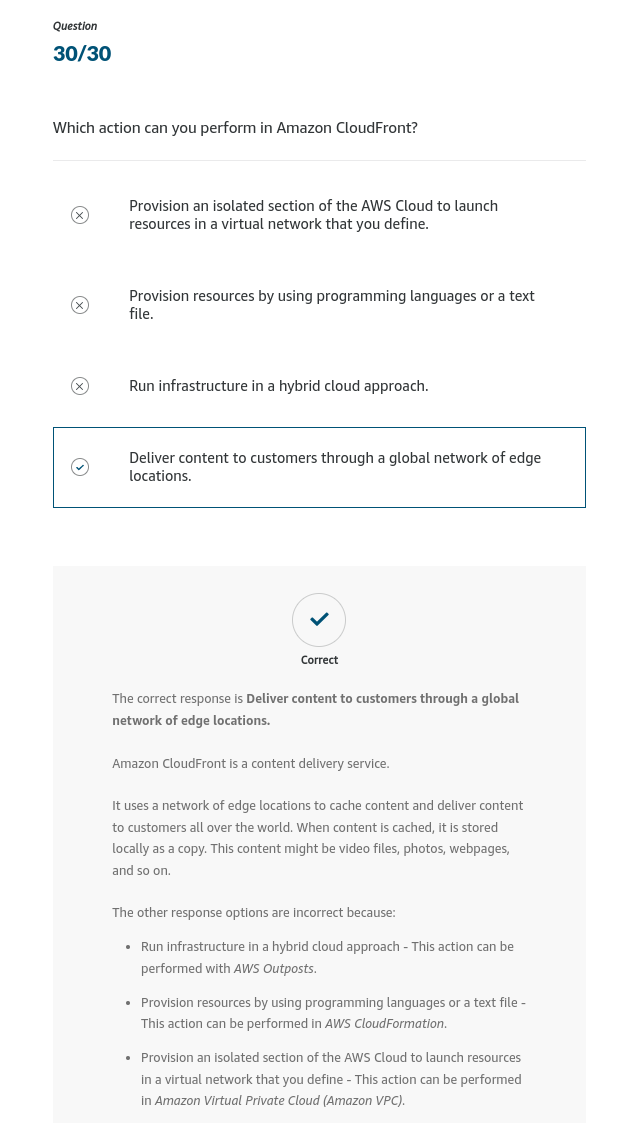 Question
30/30
Which action can you perform in Amazon CloudFront?
Provision an isolated section of the AWS Cloud to launch
resources in a virtual network that you define.
Provision resources by using programming languages or a text
file.
Run infrastructure in a hybrid cloud approach.
Deliver content to customers through a global network of edge
locations.
Correct
The correct response is Deliver content to customers through a global
network of edge locations.
Amazon CloudFront is a content delivery service.
It uses a network of edge locations to cache content and deliver content
to customers all over the world. When content is cached, it is stored
locally as a copy. This content might be video files, photos, webpages,
and so on.
The other response options are incorrect because:
• Run infrastructure in a hybrid cloud approach - This action can be
performed with AWS Outposts.
• Provision resources by using programming languages or a text file -
This action can be performed in AWS CloudFormation.
• Provision an isolated section of the AWS Cloud to launch resources
in a virtual network that you define - This action can be performed
in Amazon Virtual Private Cloud (Amazon VPC).